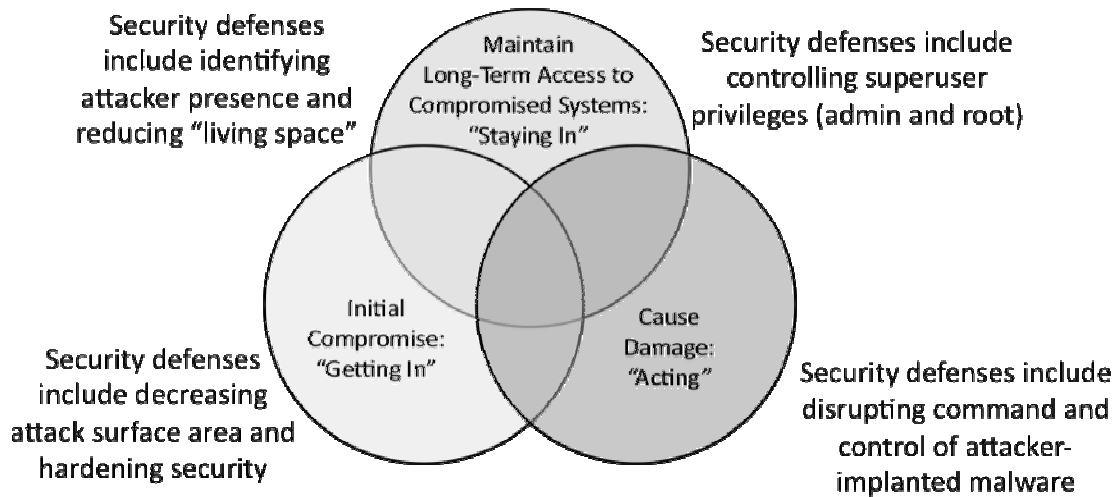 Security defenses
include identifying
attacker presence and
reducing “living space”
Maintain
Long-Term Access to
Compromised Systems:
“Staying In”
Security defenses include
controlling superuser
privileges (admin and root)
Initial
Compromise:
“Getting In”
Cause
Damage:
“Acting”
Security defenses
include decreasing
attack surface area and
hardening security
Security defenses include
disrupting command and
control of attacker-
implanted malware